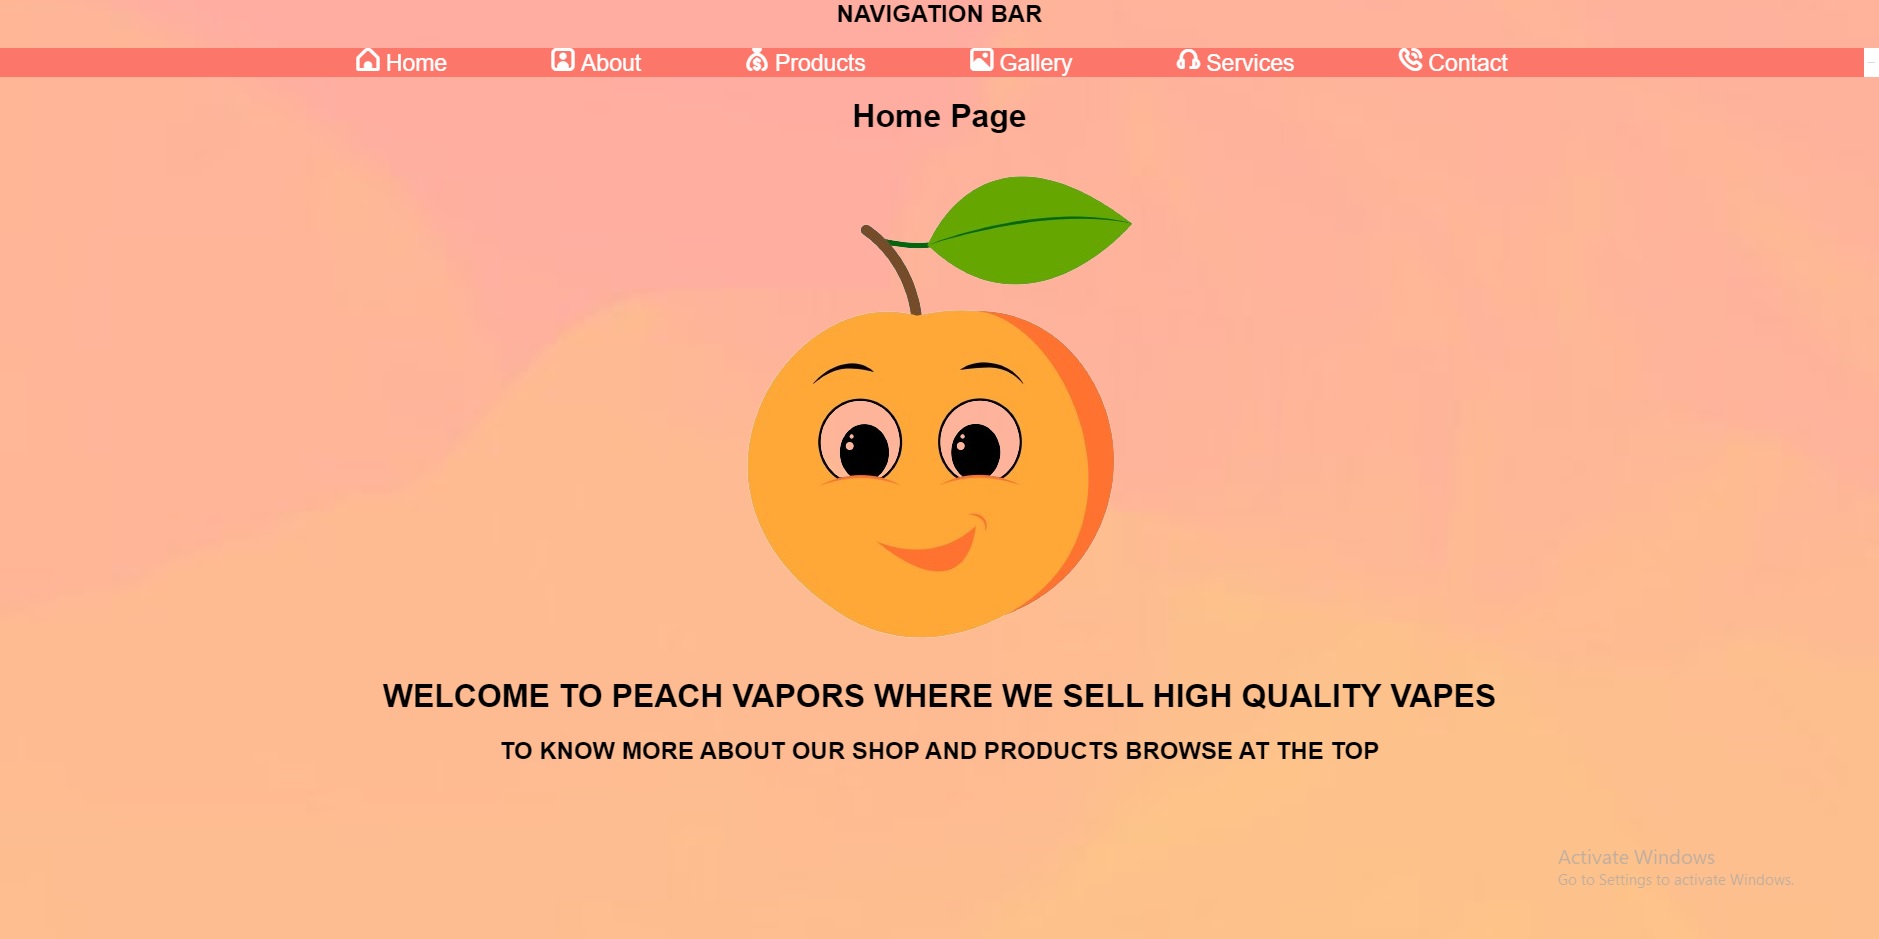 NAVIGATION BAR
Home About Products Gallery Services Contact
Home Page
WELCOME TO PEACH VAPORS WHERE WE SELL HIGH QUALITY VAPES
TO KNOW MORE ABOUT OUR SHOP AND PRODUCTS BROWSE AT THE TOP
Activate Windows
Go to Settings to activate Windows.